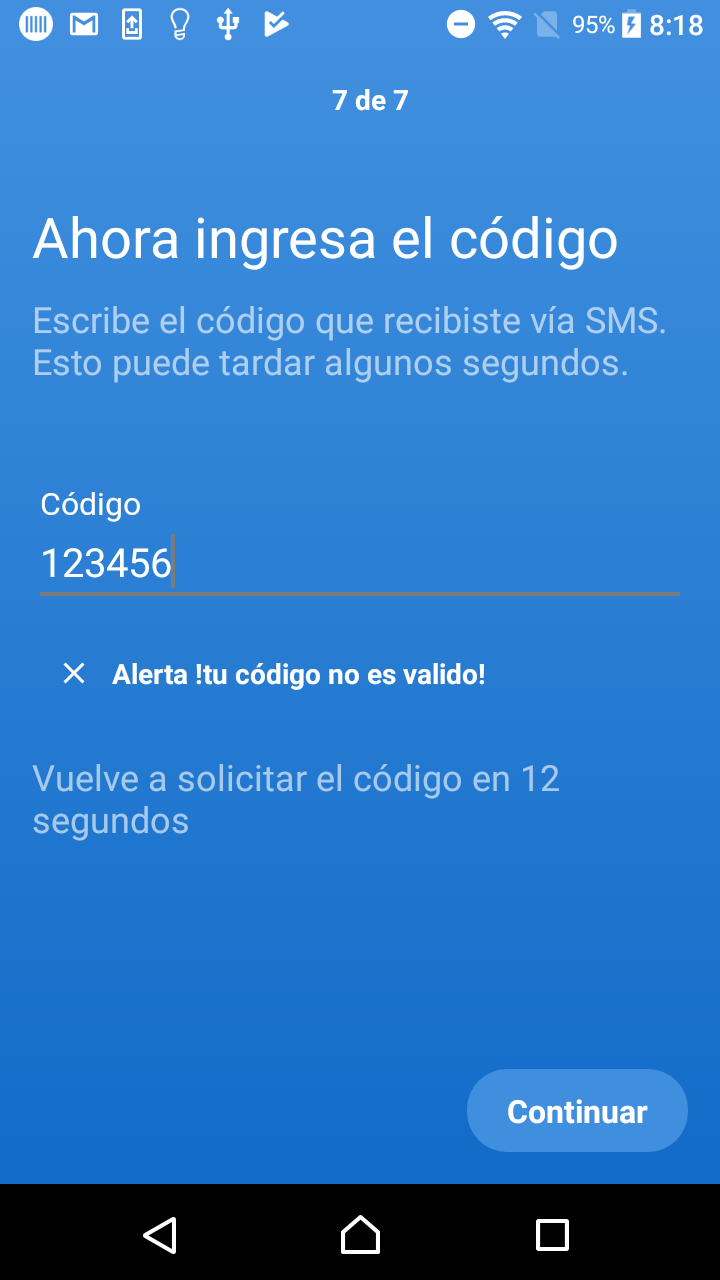 95% 8:18
7 de 7
Ahora ingresa el código
Escribe el código que recibiste vía SMS.
Esto puede tardar algunos segundos.
Código
123456
Alerta !tu código no es valido!
Vuelve a solicitar el código en 12
segundos
Continuar